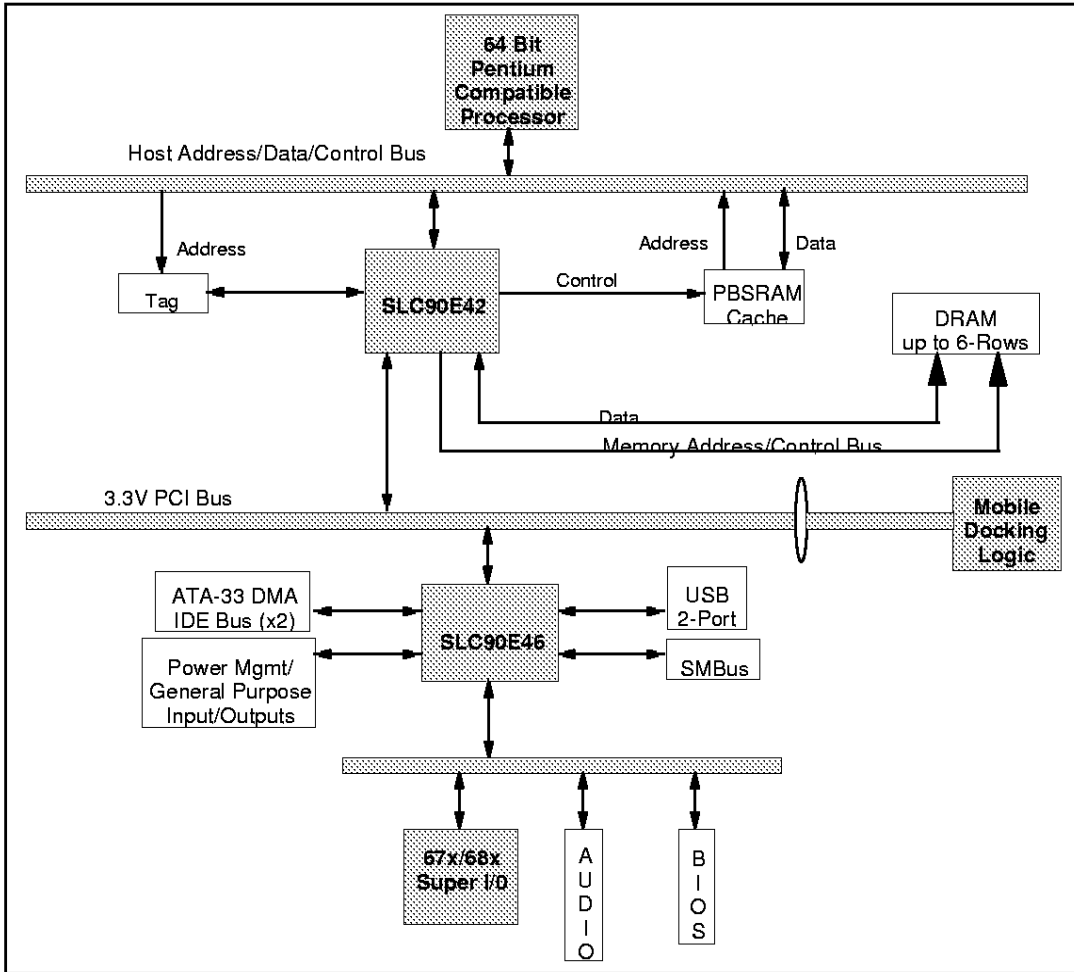 64 Bit
Pentium
Compatible
Processor
Host Address/Data/Control Bus
Address
Address
Data
Tag
SLC90E42
Control
PBSRAM
Cache
DRAM
up to 6-Rows
Data
Memory Address/Control Bus
3.3V PCI Bus
Mobile
Docking
Logic
ATA-33 DMA
IDE Bus (x2)
SLC90E46
USB
2-Port
Power Mgmt/
General Purpose
Input/Outputs
SMBus
67x/68x
Super I/0
A
U
D
I
O
B
I
O
S